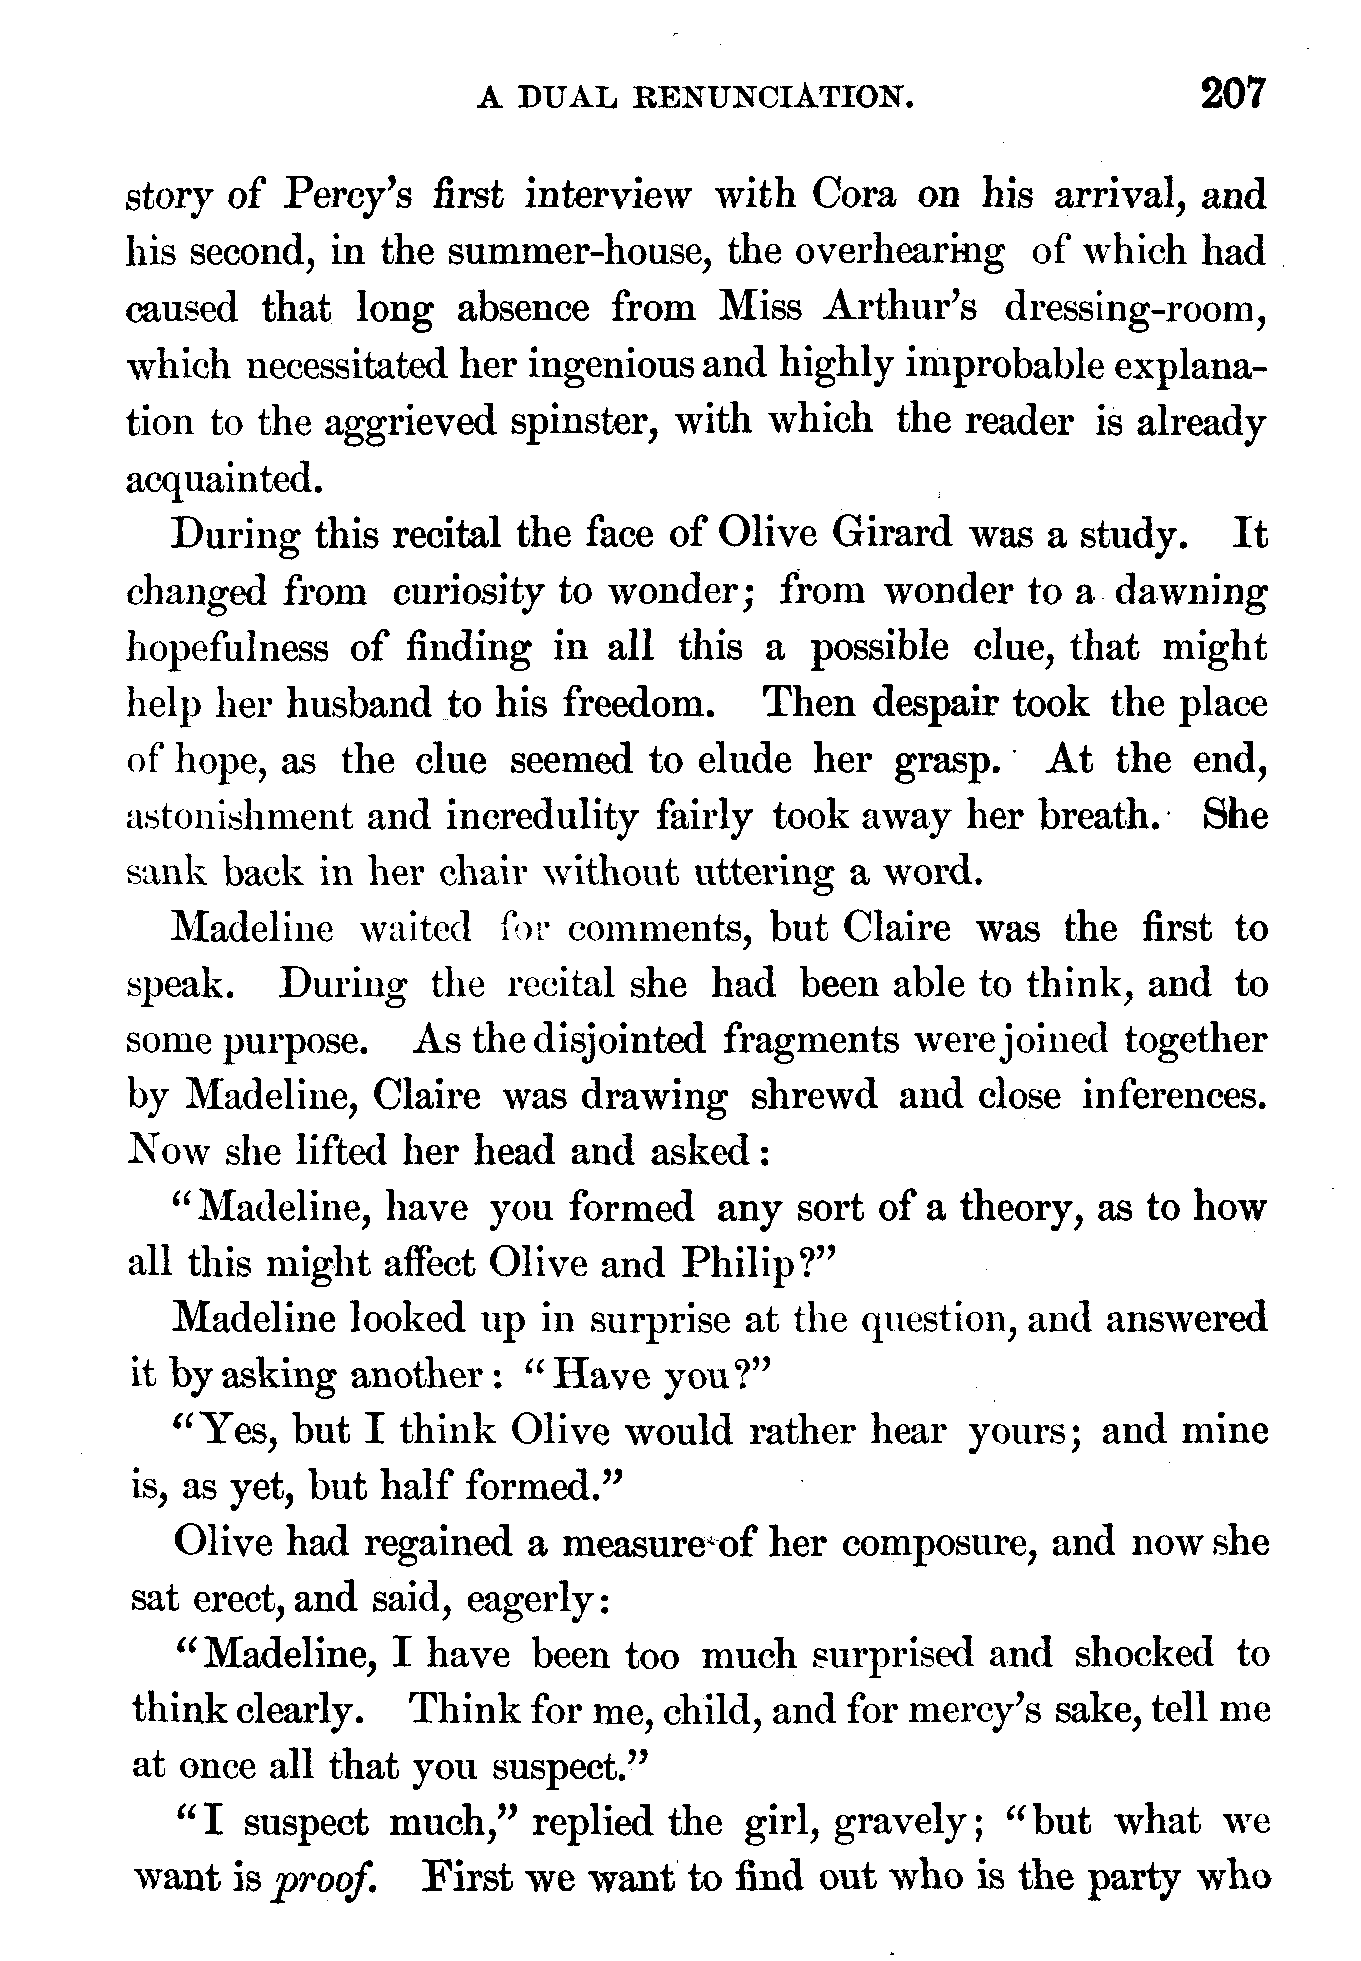 A DUAL RENUNCIATION. 207
story of Percy's first interview with Cora on his arrival, and
his second, in the summer-house, the overhearing of which had
caused that long absence from Miss Arthur's dressing-room,
which necessitated her ingenious and highly improbable explana-
tion to the aggrieved spinster, with which the reader is already
acquainted.
During this recital the face of Olive Girard was a study. It
changed from curiosity to wonder; from wonder to a dawning
hopefulness of finding in all this a possible clue, that might
help her husband to his freedom. Then despair took the place
of hope, as the clue seemed to elude her grasp. At the end,
astonishment and incredulity fairly took away her breath. She
sank back in her chair without uttering a word.
Madeline waited for comments, but Claire was the first to
speak. During the recital she had been able to think, and to
some purpose. As the disjointed fragments were joined together
by Madeline, Claire was drawing shrewd and close inferences.
Now she lifted her head and asked:
"Madeline, have you formed any sort of a theory, as to how
all this might affect Olive and Philip?"
Madeline looked up in surprise at the question, and answered
it by asking another: "Have you?"
"Yes, but I think Olive would rather hear yours; and mine
is, as yet, but half formed."
Olive had regained a measure of her composure, and now she
sat erect, and said, eagerly:
"Madeline, I have been too much surprised and shocked to
think clearly. Think for me, child, and for mercy's sake, tell me
at once all that you suspect."
"I suspect much," replied the girl, gravely; "but what we
want is proof. First we want to find out who is the party who